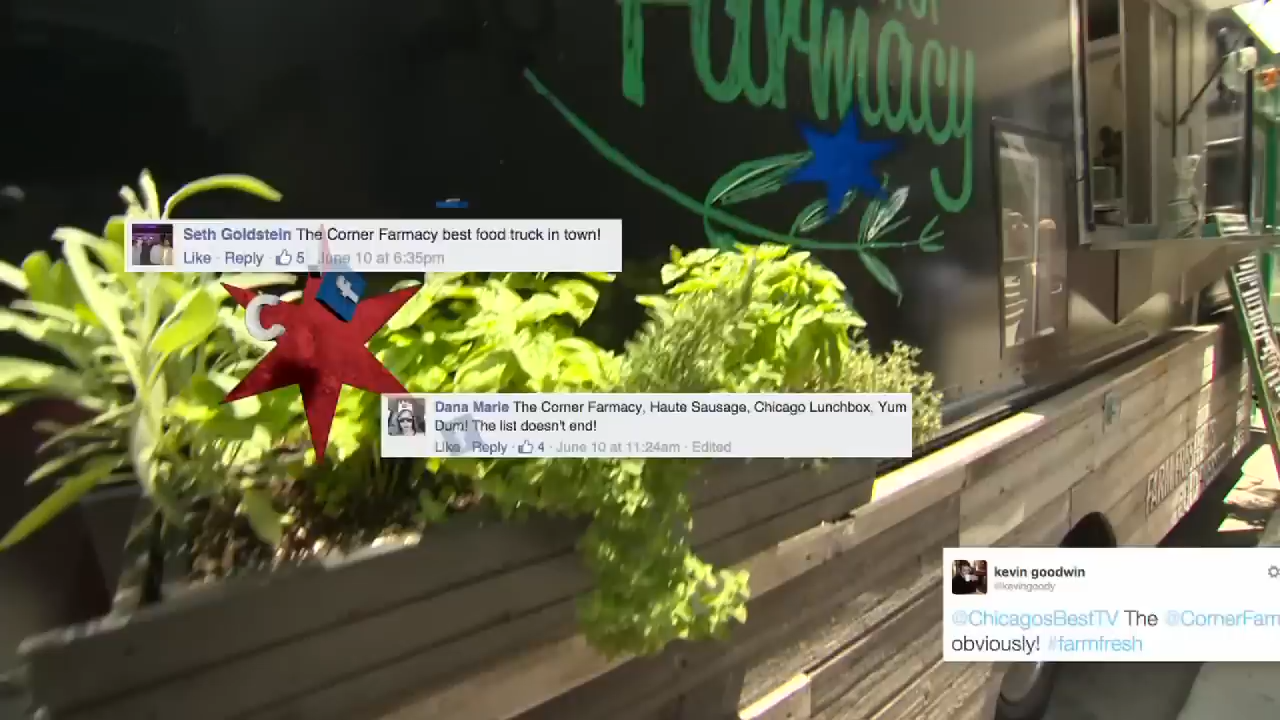 Farmacy
Seth Goldstein The Corner Farmacy best food truck in town!
Like · Reply · 5 June 10 at 6:35pm
C
f
Dana Marie The Corner Farmacy, Haute Sausage, Chicago Lunchbox, Yum
Dum! The list doesn't end!
Like Reply · 4 · June 10 at 11:24am · Edited
kevin goodwin
@kevingoody
@ChicagosBestTV The @CornerFarm
obviously! #farmfresh